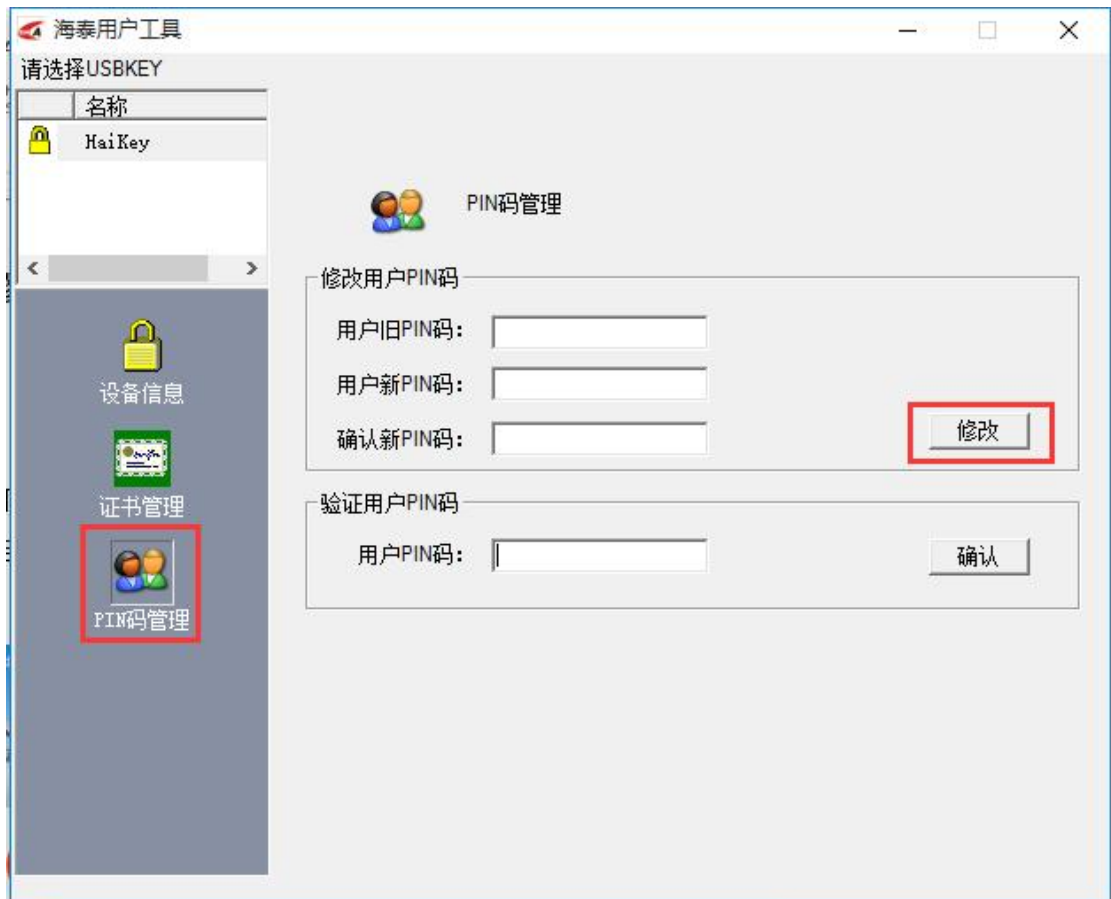 海泰用户工具
请选择USBKEY
名称
HaiKey
设备信息
证书管理
PIN码管理
PIN码管理
修改用户PIN码
用户旧PIN码：
用户新PIN码：
确认新PIN码：
修改
验证用户PIN码
用户PIN码：
确认